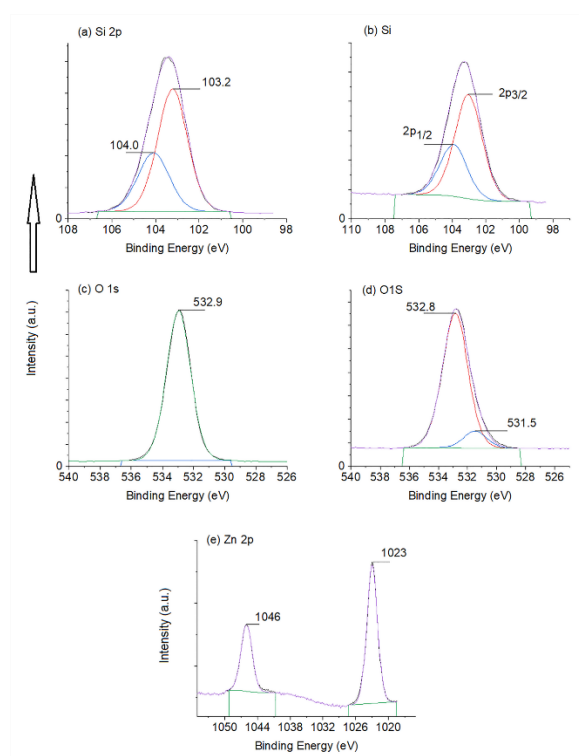 (a) Si 2p
103.2
104.0
108 106 104 102 100 98
Binding Energy (eV)
(b) Si
2p3/2
2p1/2
0
110 108 106 104 102 100 98
Binding Energy (eV)
Intensity (a.u.)
(c) O 1s
532.9
0
540 538 536 534 532 530 528 526
Binding Energy (eV)
(d) O1S
532.8
531.5
0
540 538 536 534 532 530 528 526
Binding Energy (eV)
(e) Zn 2p
1023
1046
Intensity (a.u.)
1050 1044 1038 1032 1026 1020
Binding Energy (eV)